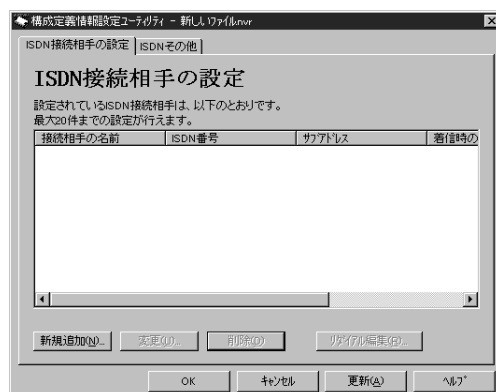 構成定義情報設定ユーティリティ - 新しいファイル.nvr
ISDN接続相手の設定 ISDNその他
ISDN接続相手の設定
設定されているISDN接続相手は、以下のとおりです。
最大20件までの設定が行えます。
接続相手の名前 ISDN番号 サブアドレス 着信時の
新規追加(N)... 変更(U)... 削除(D) リダイアル編集(R)...
OK キャンセル 更新(A) ヘルプ